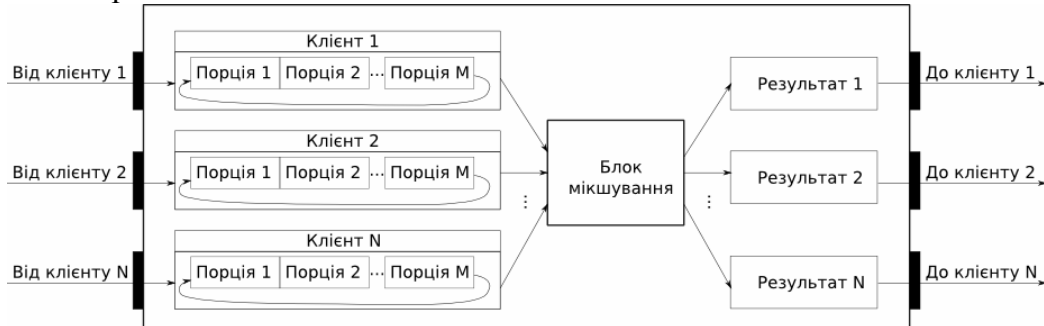 Клієнт 1
Від клієнту 1
Порція 1 Порція 2 ... Порція M
Результат 1
До клієнту 1
Клієнт 2
Від клієнту 2
Порція 1 Порція 2 ... Порція M
Блок
мікшування
Результат 2
До клієнту 2
...
...
Клієнт N
Від клієнту N
Порція 1 Порція 2 ... Порція M
Результат N
До клієнту N